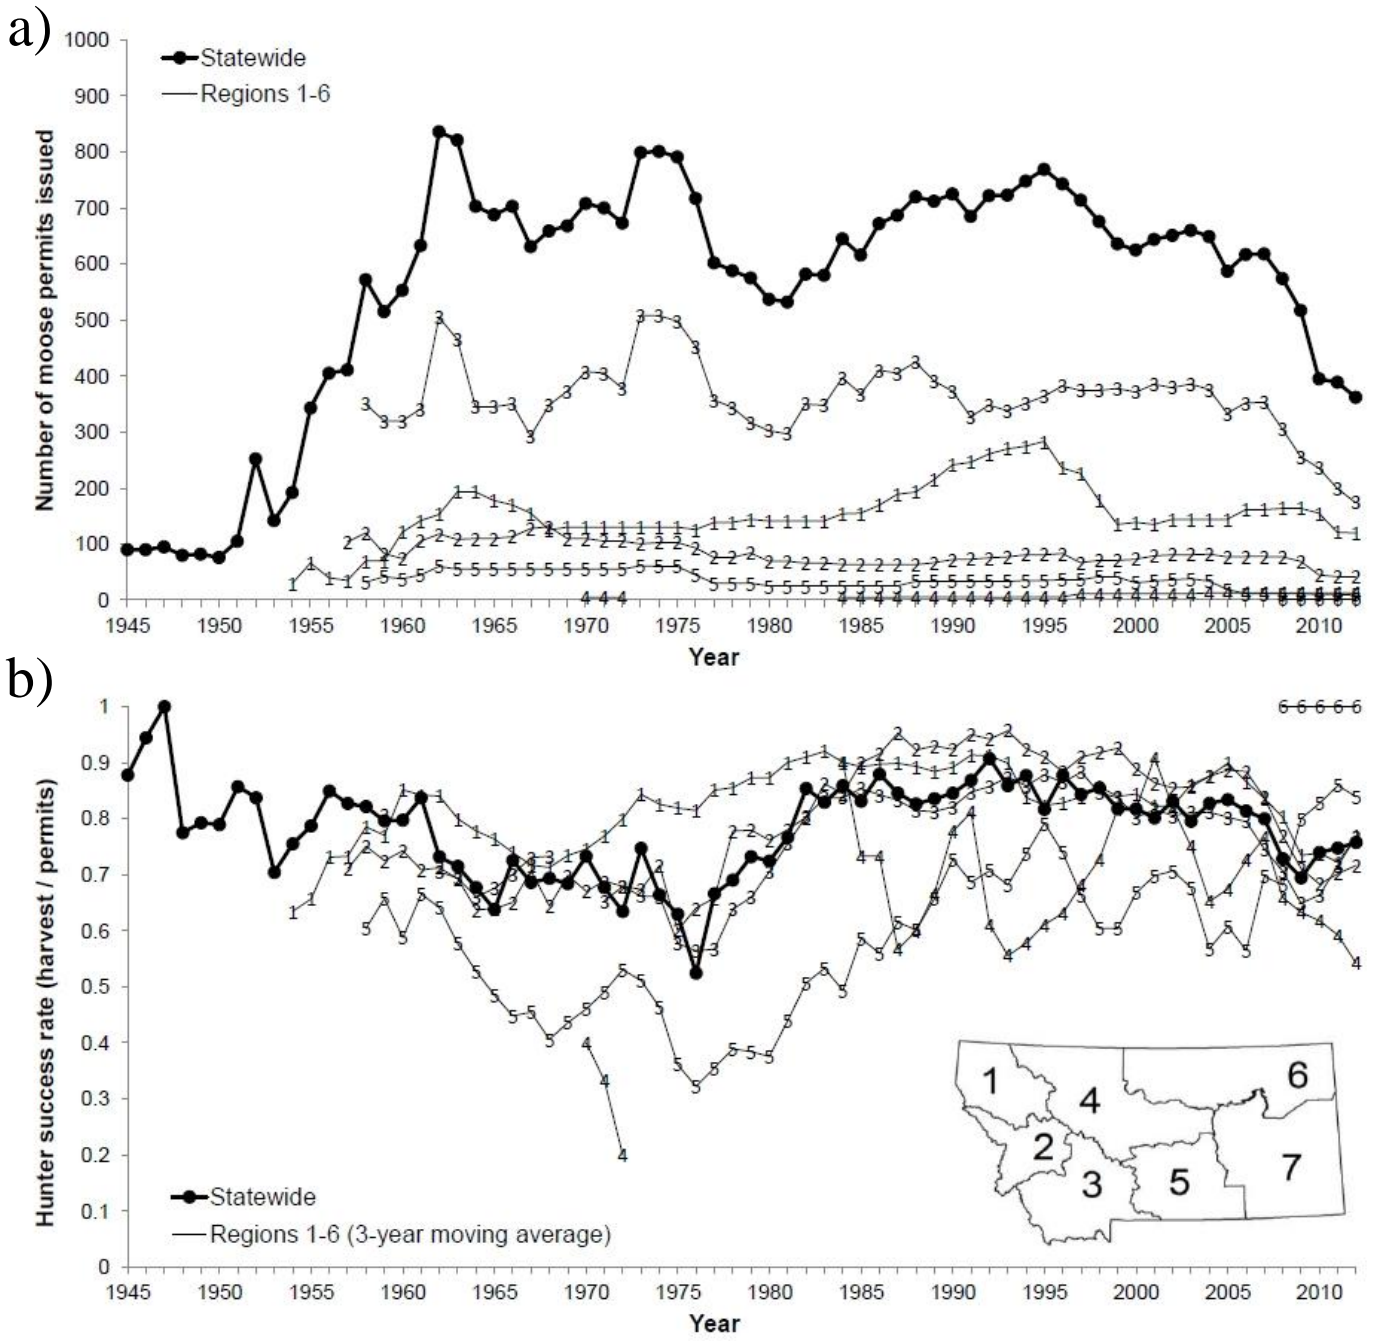 a)
1000
900
800
700
600
500
400
300
200
100
0
Number of moose permits issued
Statewide
Regions 1-6
1945 1950 1955 1960 1965 1970 1975 1980 1985 1990 1995 2000 2005 2010
Year
b)
1
0.9
0.8
0.7
0.6
0.5
0.4
0.3
0.2
0.1
0
Hunter success rate (harvest / permits)
Statewide
Regions 1-6 (3-year moving average)
1
2
3
4
5
6
7
1945 1950 1955 1960 1965 1970 1975 1980 1985 1990 1995 2000 2005 2010
Year